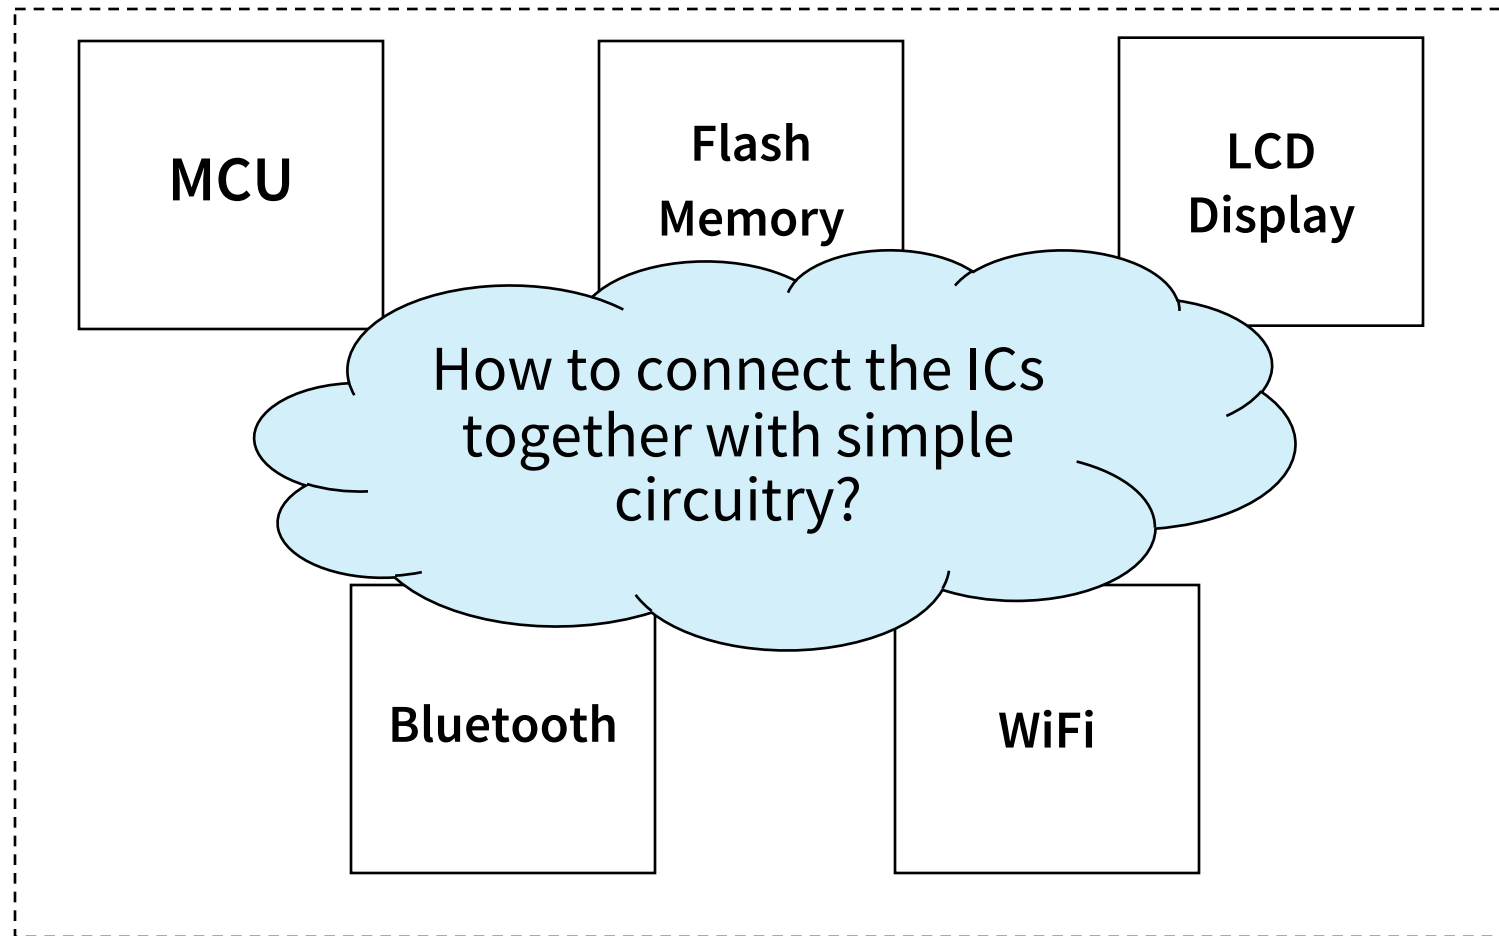 MCU
Flash
Memory
LCD
Display
How to connect the ICs
together with simple
circuitry?
Bluetooth
WiFi